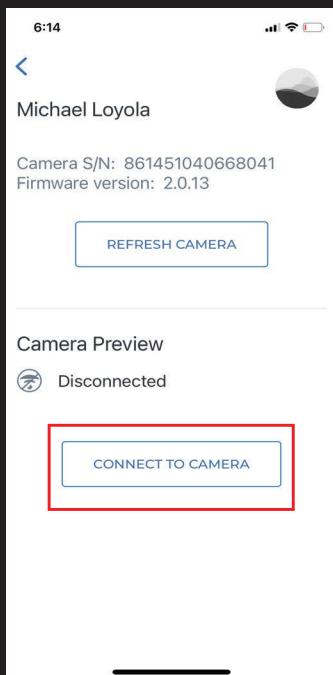 6:14
Michael Loyola
Camera S/N: 861451040668041
Firmware version: 2.0.13
REFRESH CAMERA
Camera Preview
Disconnected
CONNECT TO CAMERA